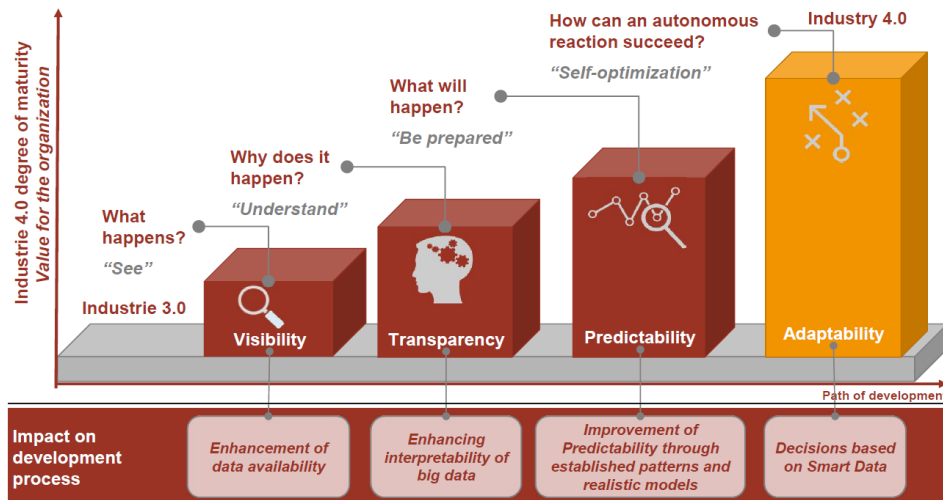 Industrie 4.0 degree of maturity
Value for the organization
How can an autonomous
reaction succeed?
“Self-optimization”
Industry 4.0
What will
happen?
“Be prepared”
Why does it
happen?
“Understand”
What
happens?
“See”
Industrie 3.0
Visibility
Transparency
Predictability
Adaptability
Path of development
Impact on
development
process
Enhancement of
data availability
Enhancing
interpretability of
big data
Improvement of
Predictability through
established patterns and
realistic models
Decisions based
on Smart Data